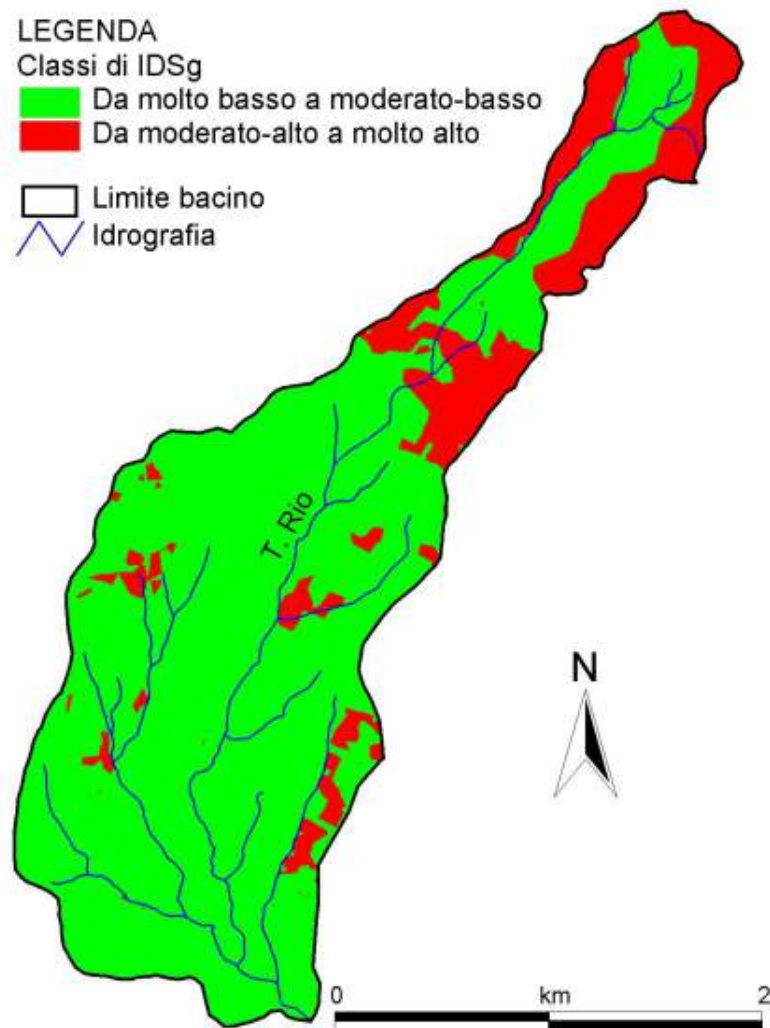 LEGENDA
Classi di IDSg
Da molto basso a moderato-basso
Da moderato-alto a molto alto
Limite bacino
Idrografia
T. Rio
N
0 km 2